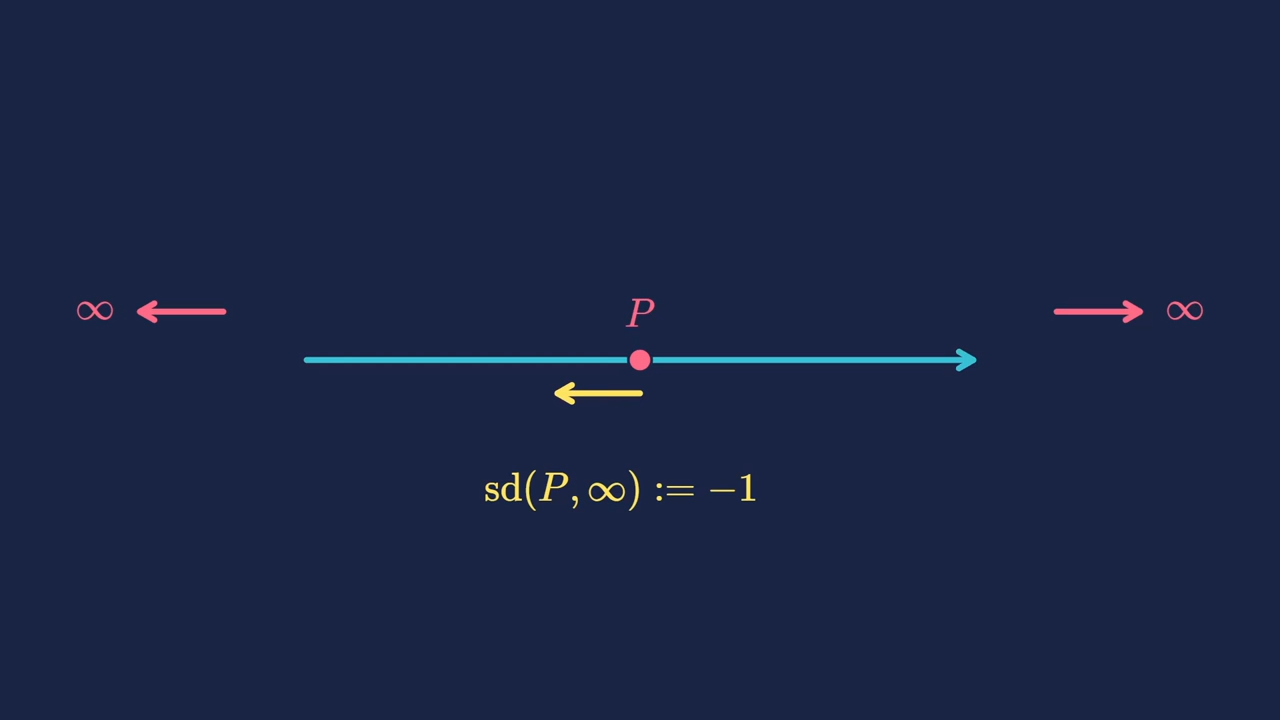 ∞ P ∞
sd(P, ∞) := −1